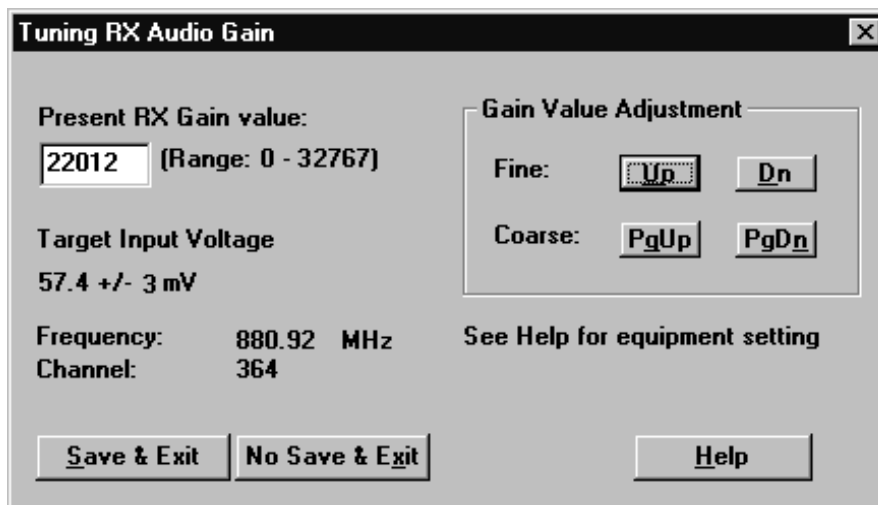 Tuning RX Audio Gain
Present RX Gain value:
22012 (Range: 0 - 32767)
Target Input Voltage
57.4 +/- 3 mV
Frequency: 880.92 MHz
Channel: 364
Gain Value Adjustment
Fine: Up Dn
Coarse: PgUp PgDn
See Help for equipment setting
Save & Exit No Save & Exit Help